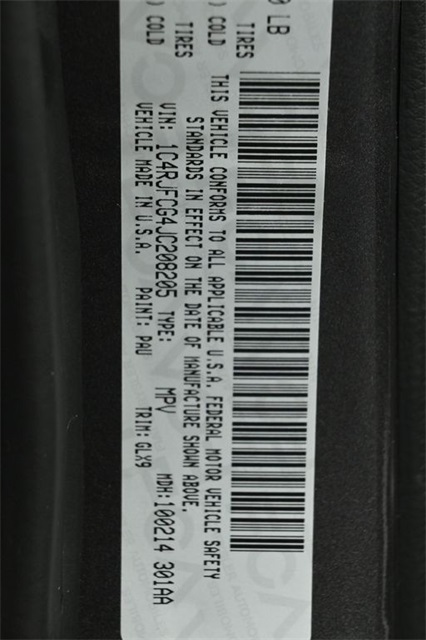 0 LB
TIRES
) COLD
TIRES
) COLD
THIS VEHICLE CONFORMS TO ALL APPLICABLE U.S.A. FEDERAL MOTOR VEHICLE SAFETY
STANDARDS IN EFFECT ON THE DATE OF MANUFACTURE SHOWN ABOVE.
VIN: 1C4RJFCG4JC208205 TYPE: MPV MDH:100214 301AA
VEHICLE MADE IN U.S.A. PAINT: PAU TRIM: GLX9